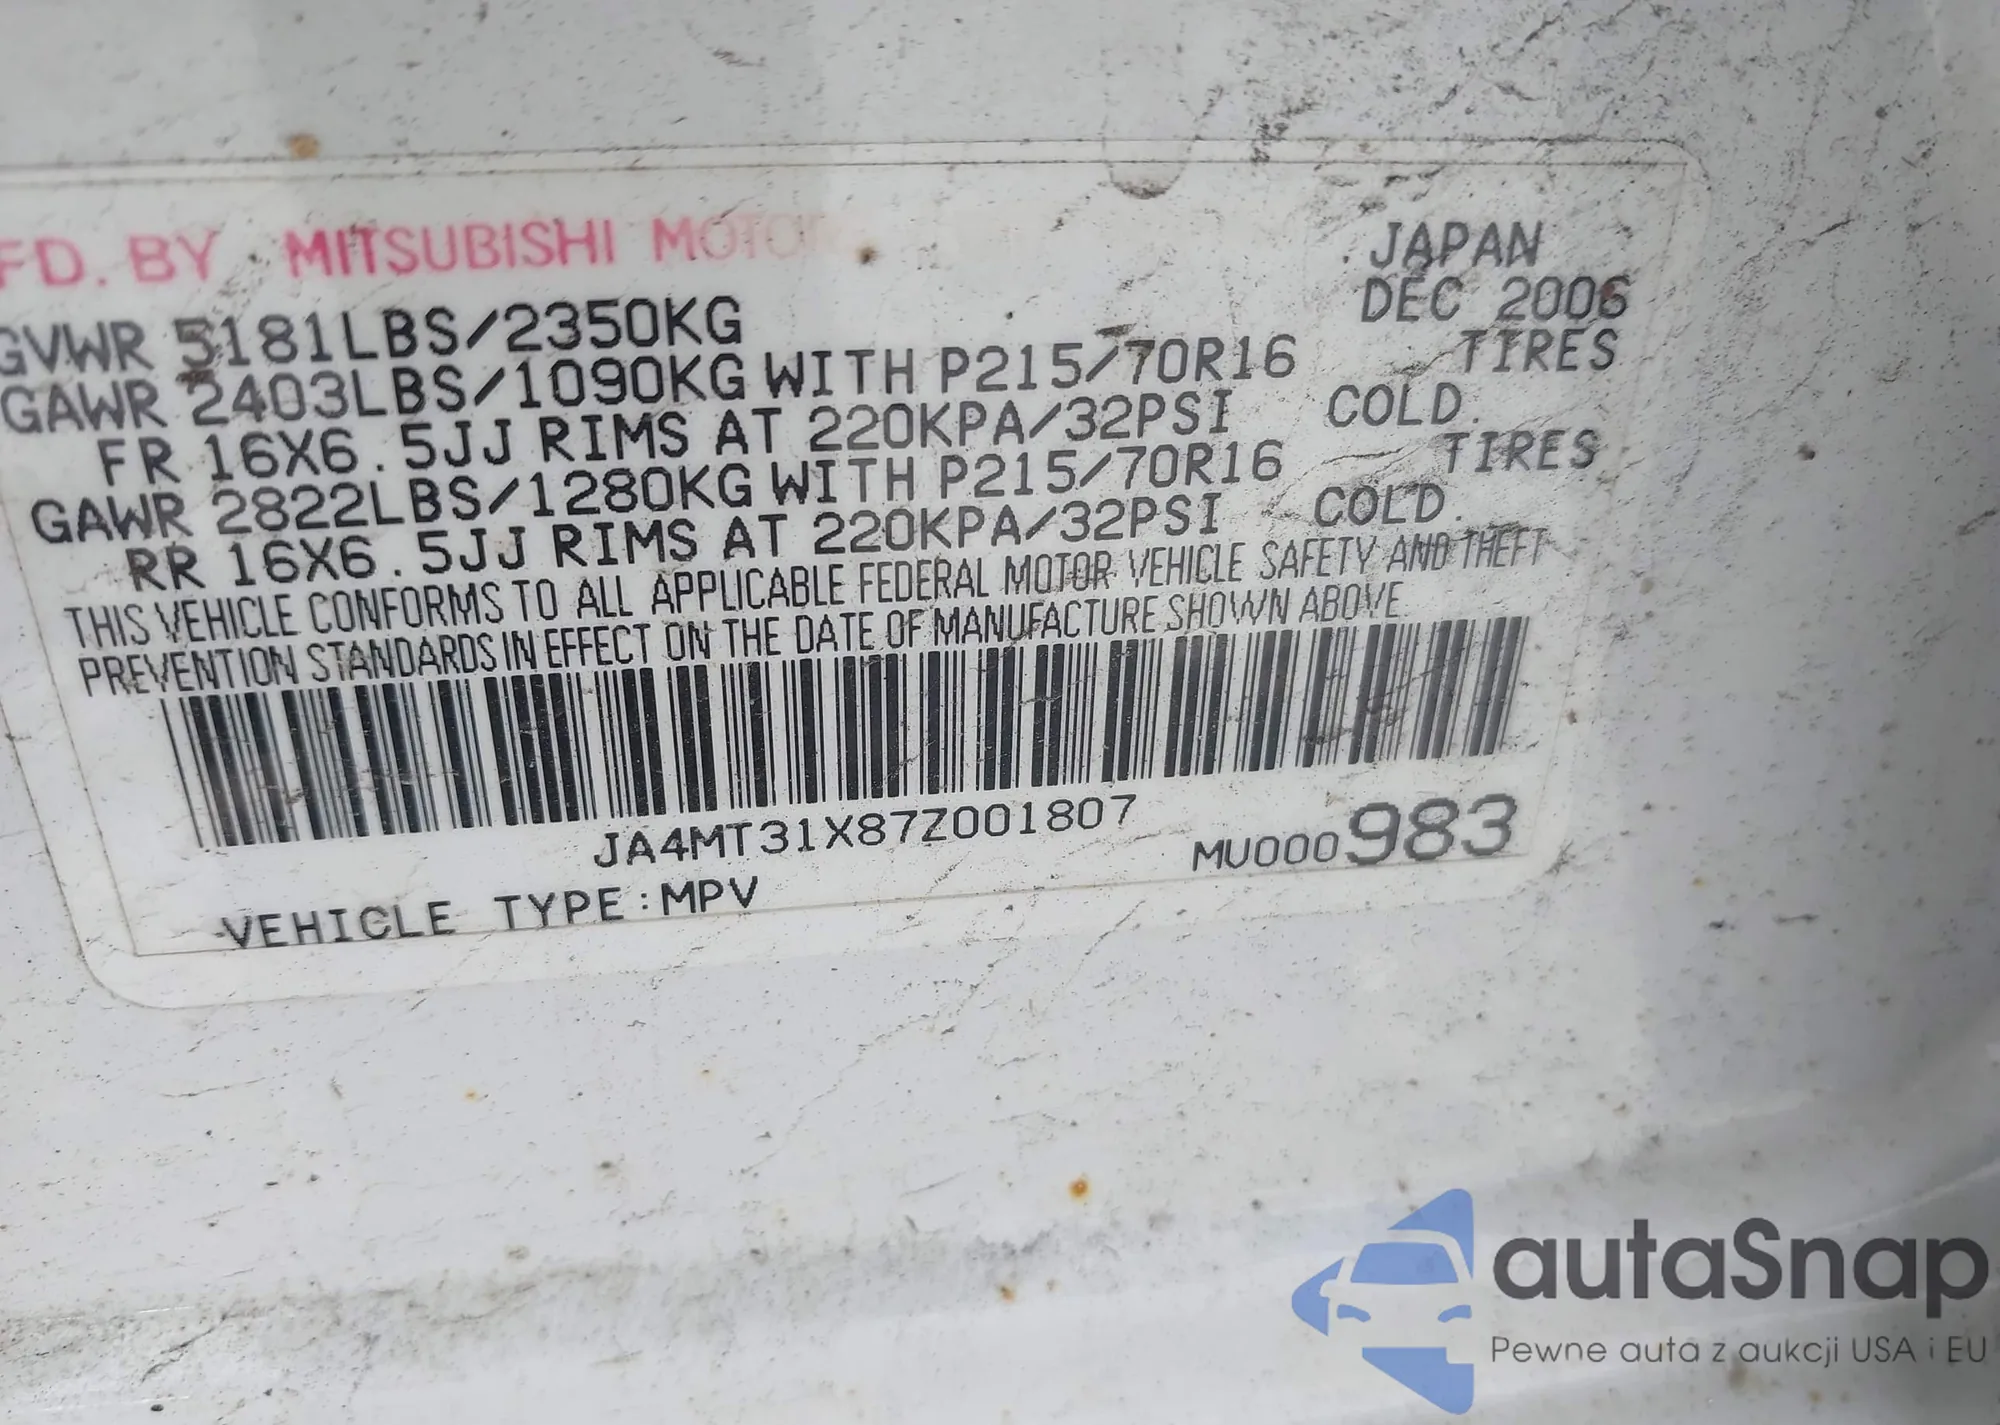 FD. BY MITSUBISHI MOTOR
JAPAN
DEC 2006
GVWR 5181LBS/2350KG
GAWR 2403LBS/1090KG WITH P215/70R16 TIRES
FR 16X6.5JJ RIMS AT 220KPA/32PSI COLD.
GAWR 2822LBS/1280KG WITH P215/70R16 TIRES
RR 16X6.5JJ RIMS AT 220KPA/32PSI COLD.
THIS VEHICLE CONFORMS TO ALL APPLICABLE FEDERAL MOTOR VEHICLE SAFETY AND THEFT
PREVENTION STANDARDS IN EFFECT ON THE DATE OF MANUFACTURE SHOWN ABOVE
JA4MT31X87Z001807
MU000983
VEHICLE TYPE:MPV
autaSnap
Pewne auta z aukcji USA i EU